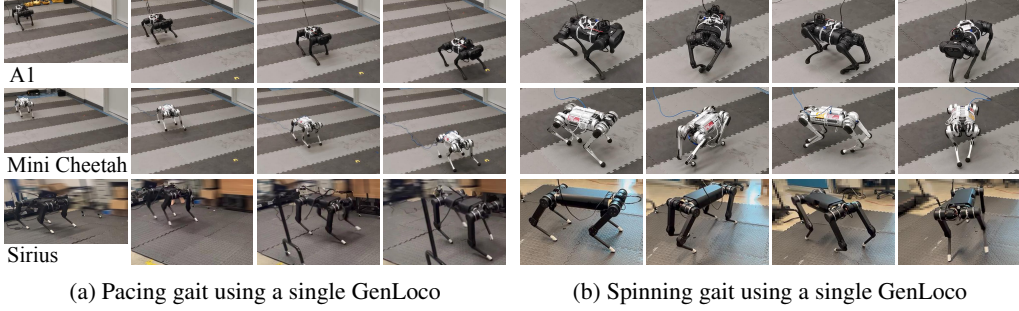 A1
Mini Cheetah
Sirius
(a) Pacing gait using a single GenLoco
(b) Spinning gait using a single GenLoco